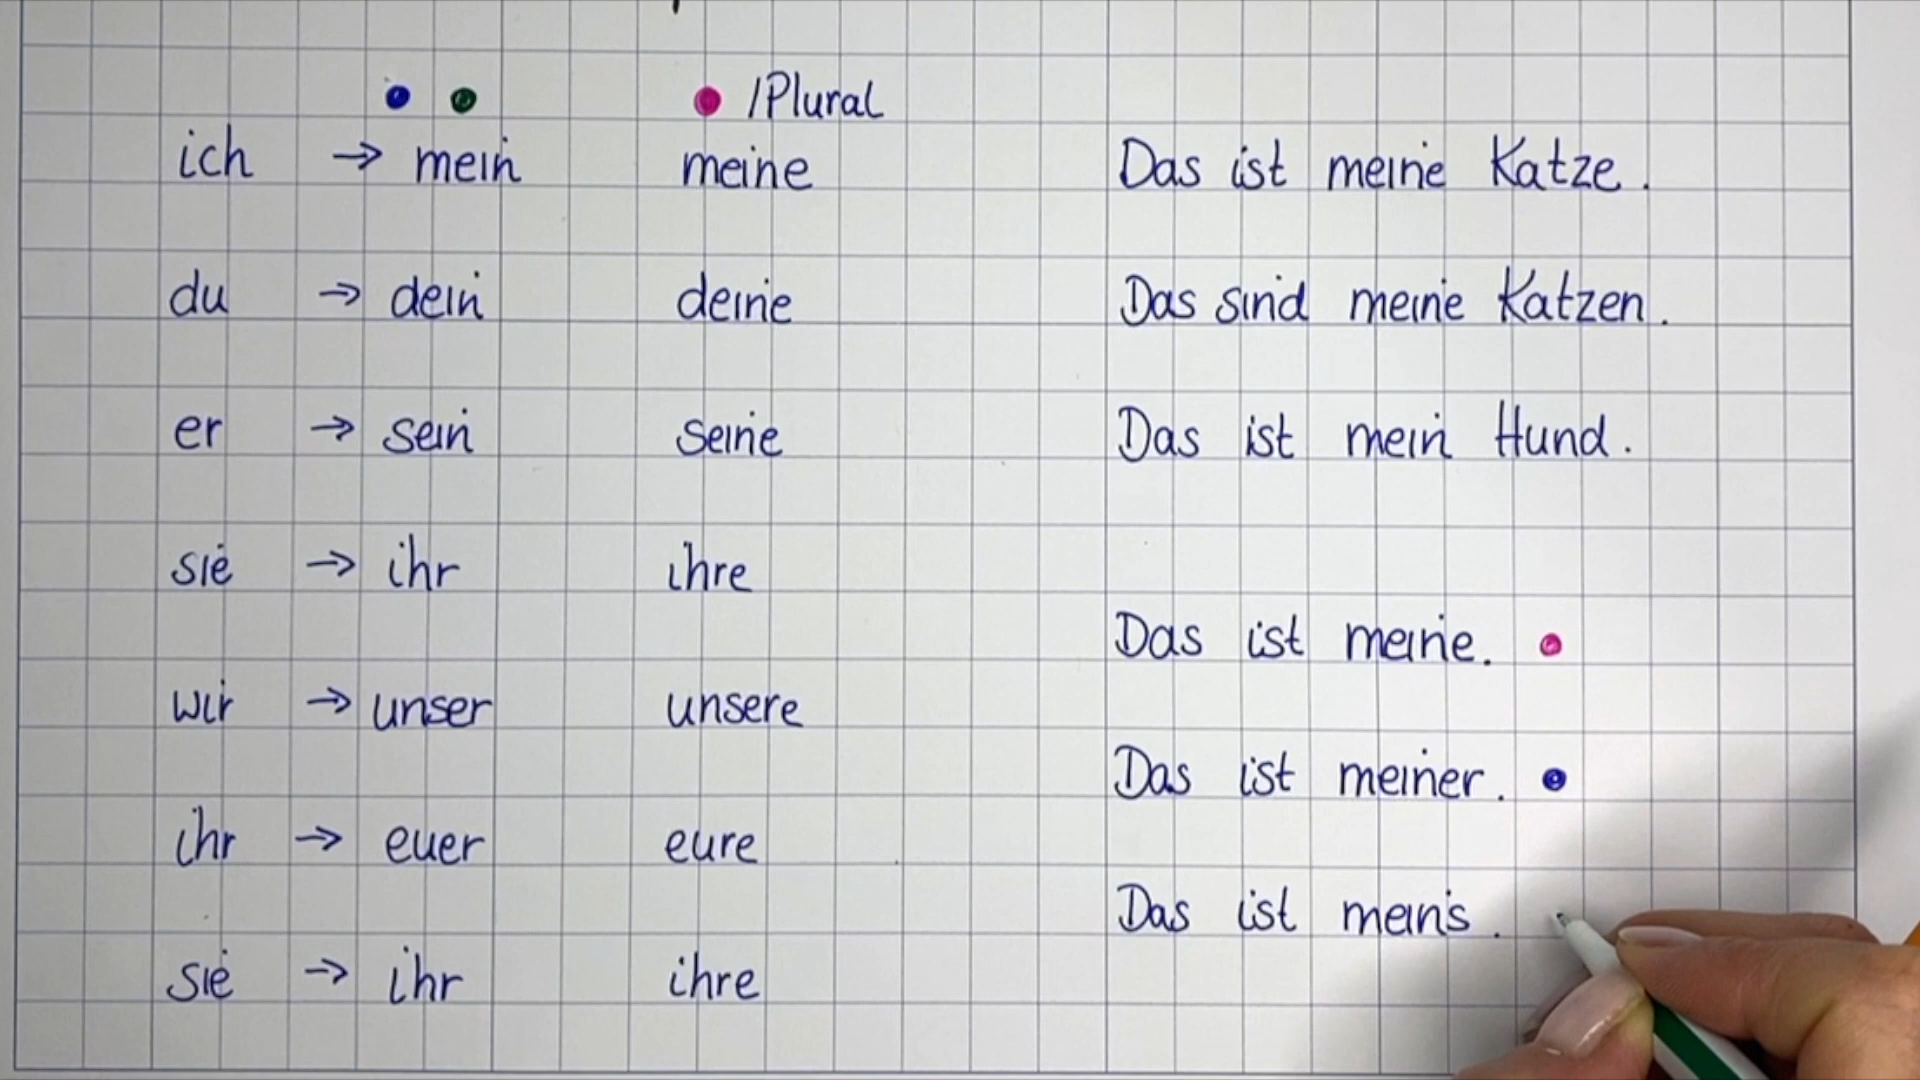 /Plural
ich → mein meine
du → dein deine
er → sein seine
sie → ihr ihre
wir → unser unsere
ihr → euer eure
sie → ihr ihre
Das ist meine Katze.
Das sind meine Katzen.
Das ist mein Hund.
Das ist meine.
Das ist meiner.
Das ist meins.